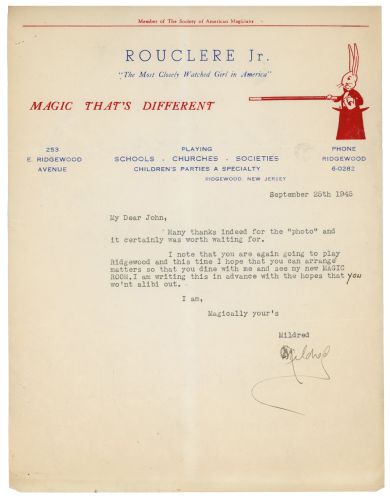 Member of The Society of American Magicians
ROUCLERE Jr.
"The Most Closely Watched Girl in America"
MAGIC THAT'S DIFFERENT
253
E. RIDGEWOOD
AVENUE
PLAYING
SCHOOLS - CHURCHES - SOCIETIES
CHILDREN'S PARTIES A SPECIALTY
RIDGEWOOD, NEW JERSEY
PHONE
RIDGEWOOD
6-0282
September 25th 1945
My Dear John,
Many thanks indeed for the "photo" and
it certainly was worth waiting for.
I note that you are again going to play
Ridgewood and this time I hope that you can arrange
matters so that you dine with me and see my new MAGIC
ROOM,I am writing this in advance with the hopes that you
wo'nt alibi out.
I am,
Magically your's
Mildred
Mildred